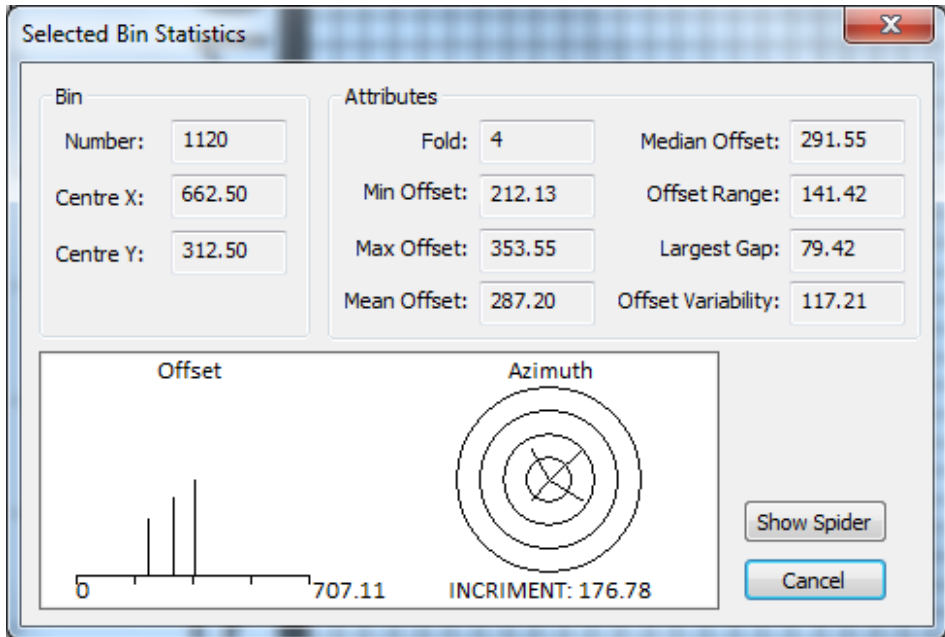 Selected Bin Statistics
Bin
Number: 1120
Centre X: 662.50
Centre Y: 312.50
Attributes
Fold: 4
Min Offset: 212.13
Max Offset: 353.55
Mean Offset: 287.20
Median Offset: 291.55
Offset Range: 141.42
Largest Gap: 79.42
Offset Variability: 117.21
Offset
0
707.11
Azimuth
INCRIMENT: 176.78
Show Spider
Cancel